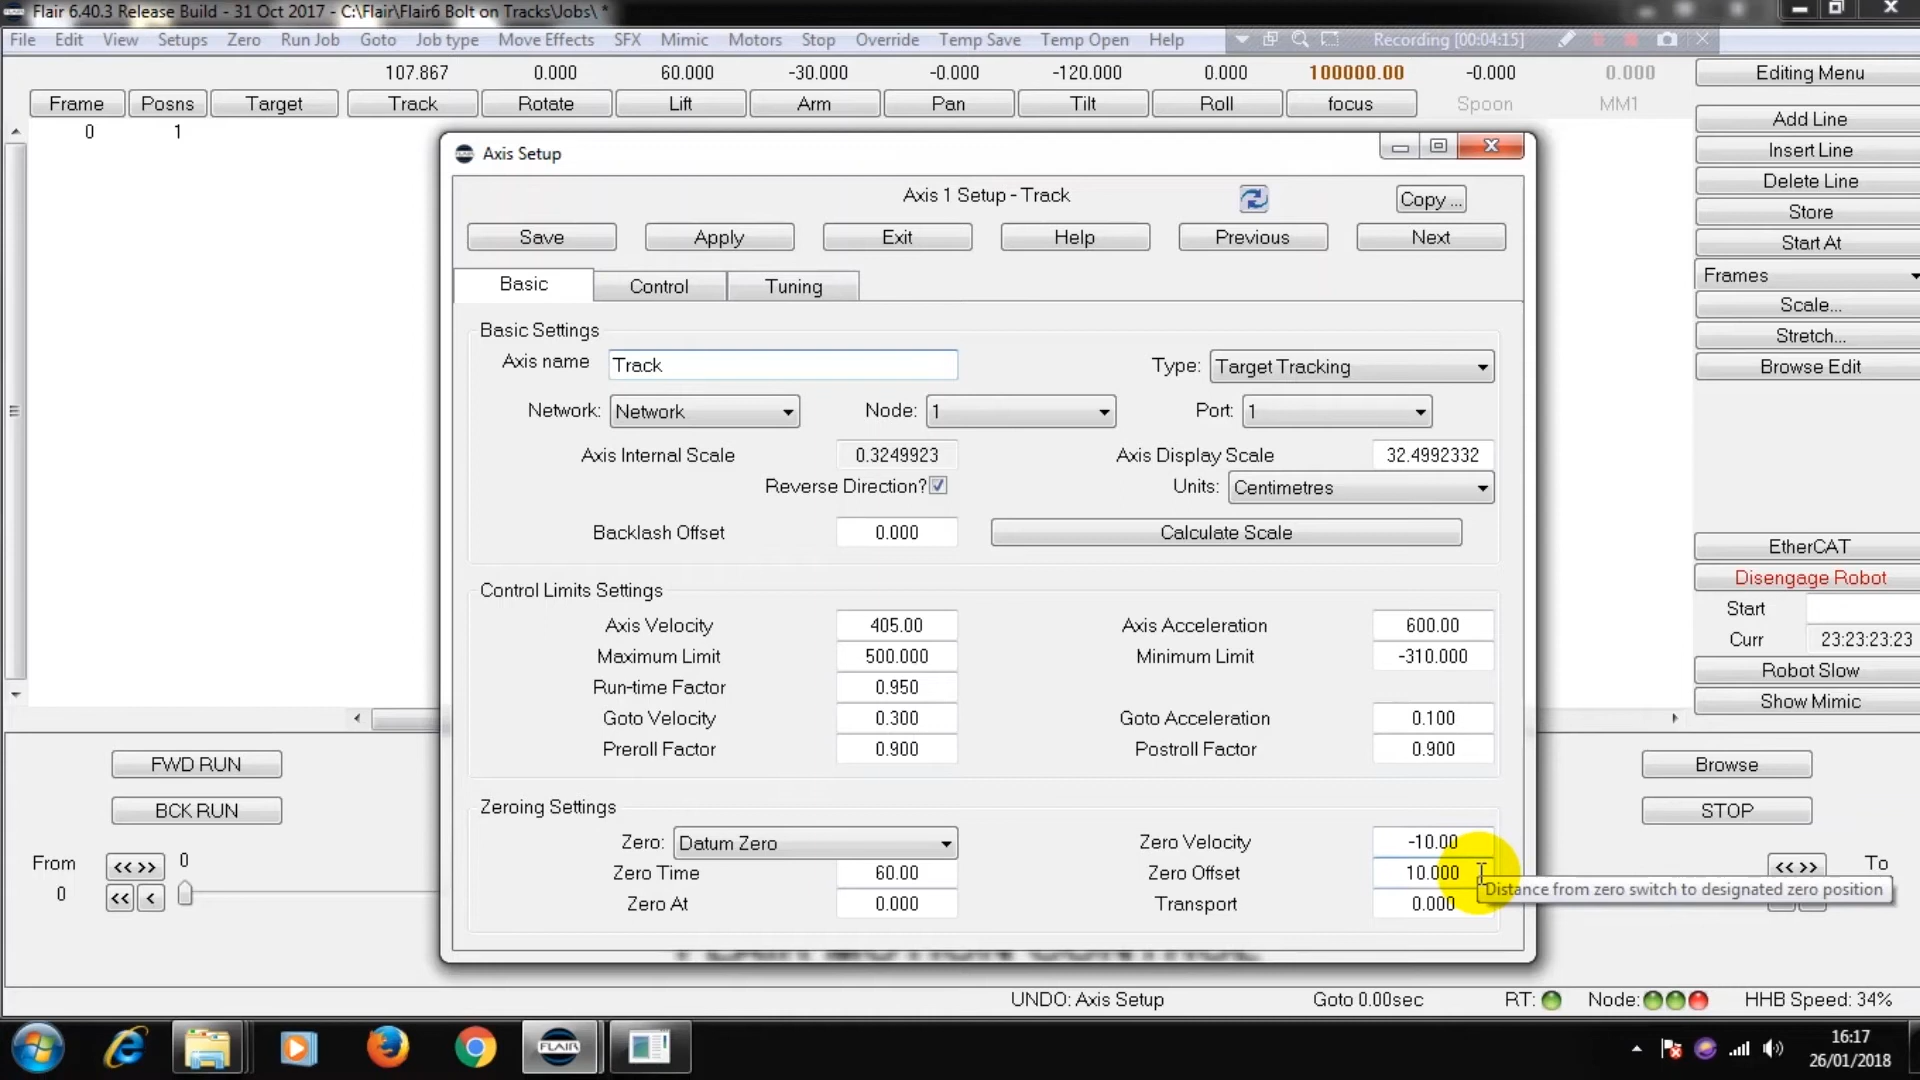 Flair 6.40.3 Release Build - 31 Oct 2017 - C:\Flair\Flair6 Bolt on Tracks\Jobs\ *
File Edit View Setups Zero Run Job Goto Job type Move Effects SFX Mimic Motors Stop Override Temp Save Temp Open Help Recording [00:04:15]
107.867 0.000 60.000 -30.000 -0.000 -120.000 0.000 100000.00 -0.000 0.000 Editing Menu
Frame Posns Target Track Rotate Lift Arm Pan Tilt Roll focus Spoon MM1
0 1
Add Line
Insert Line
Delete Line
Store
Start At
Frames
Scale...
Stretch...
Browse Edit
EtherCAT
Disengage Robot
Start
Curr 23:23:23:23
Robot Slow
Show Mimic
Axis Setup
Axis 1 Setup - Track Copy ...
Save Apply Exit Help Previous Next
Basic Control Tuning
Basic Settings
Axis name Track Type: Target Tracking
Network: Network Node: 1 Port: 1
Axis Internal Scale 0.3249923 Axis Display Scale 32.4992332
Reverse Direction? Units: Centimetres
Backlash Offset 0.000 Calculate Scale
Control Limits Settings
Axis Velocity 405.00 Axis Acceleration 600.00
Maximum Limit 500.000 Minimum Limit -310.000
Run-time Factor 0.950
Goto Velocity 0.300 Goto Acceleration 0.100
Preroll Factor 0.900 Postroll Factor 0.900
Zeroing Settings
Zero: Datum Zero Zero Velocity -10.00
Zero Time 60.00 Zero Offset 10.000
Distance from zero switch to designated zero position
Zero At 0.000 Transport 0.000
FWD RUN Browse
BCK RUN STOP
From << >> 0 << >> To
0 << <
FLAIR MOTION CONTROL
UNDO: Axis Setup Goto 0.00sec RT: Node: HHB Speed: 34%
FLAIR
16:17
26/01/2018